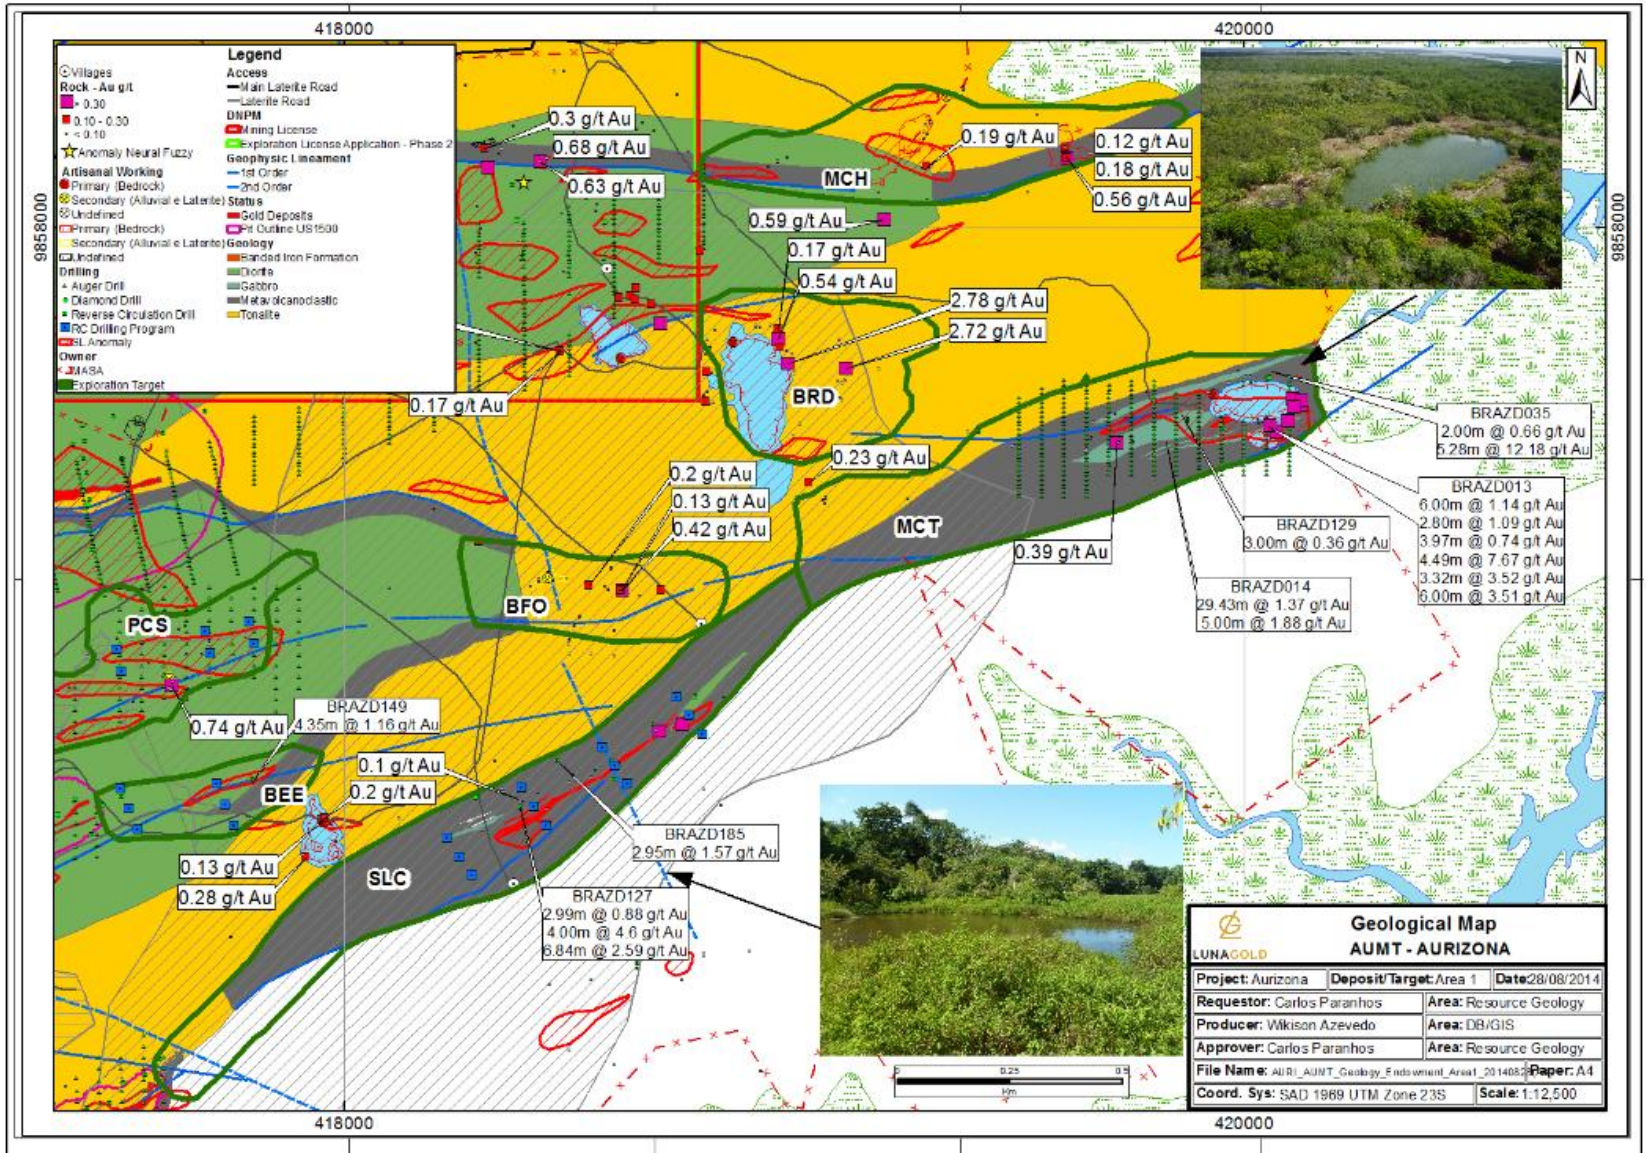 418000
420000
9858000
9858000
Legend
Villages
Rock - Au g/t
> 0.30
0.10 - 0.30
< 0.10
Anomaly Neural Fuzzy
Artisanal Working
Primary (Bedrock)
Secondary (Alluvial e Laterite)
Undefined
Primary (Bedrock)
Secondary (Alluvial e Laterite)
Undefined
Drilling
Auger Drill
Diamond Drill
Reverse Circulation Drill
RC Drilling Program
SL Anomaly
Owner
MASA
Exploration Target
Access
Main Laterite Road
Laterite Road
DNPM
Mining License
Exploration License Application - Phase 2
Geophysic Lineament
1st Order
2nd Order
Status
Gold Deposits
Pit Outline US1500
Geology
Banded Iron Formation
Diorite
Gabbro
Metavolcanoclastic
Tonalite
N
0.3 g/t Au
0.68 g/t Au
0.63 g/t Au
0.19 g/t Au
0.12 g/t Au
0.18 g/t Au
0.56 g/t Au
MCH
0.59 g/t Au
0.17 g/t Au
0.54 g/t Au
2.78 g/t Au
2.72 g/t Au
BRD
0.17 g/t Au
0.23 g/t Au
0.2 g/t Au
0.13 g/t Au
0.42 g/t Au
MCT
0.39 g/t Au
BRAZD035
2.00m @ 0.66 g/t Au
5.28m @ 12.18 g/t Au
BRAZD013
6.00m @ 1.14 g/t Au
2.80m @ 1.09 g/t Au
3.97m @ 0.74 g/t Au
4.49m @ 7.67 g/t Au
3.32m @ 3.52 g/t Au
6.00m @ 3.51 g/t Au
BRAZD129
3.00m @ 0.36 g/t Au
BRAZD014
29.43m @ 1.37 g/t Au
5.00m @ 1.88 g/t Au
BFO
PCS
0.74 g/t Au
BRAZD149
4.35m @ 1.16 g/t Au
0.1 g/t Au
0.2 g/t Au
BEE
0.13 g/t Au
0.28 g/t Au
SLC
BRAZD185
2.95m @ 1.57 g/t Au
BRAZD127
2.99m @ 0.88 g/t Au
4.00m @ 4.6 g/t Au
6.84m @ 2.59 g/t Au
0 0.25 0.5
Km
LUNAGOLD
Geological Map
AUMT - AURIZONA
Project: Aurizona Deposit/Target: Area 1 Date: 28/08/2014
Requestor: Carlos Paranhos Area: Resource Geology
Producer: Wikison Azevedo Area: DB/GIS
Approver: Carlos Paranhos Area: Resource Geology
File Name: AURI_AUMT_Geology_Endowment_Area1_201408 Paper: A4
Coord. Sys: SAD 1969 UTM Zone 23S Scale: 1:12,500
418000
420000